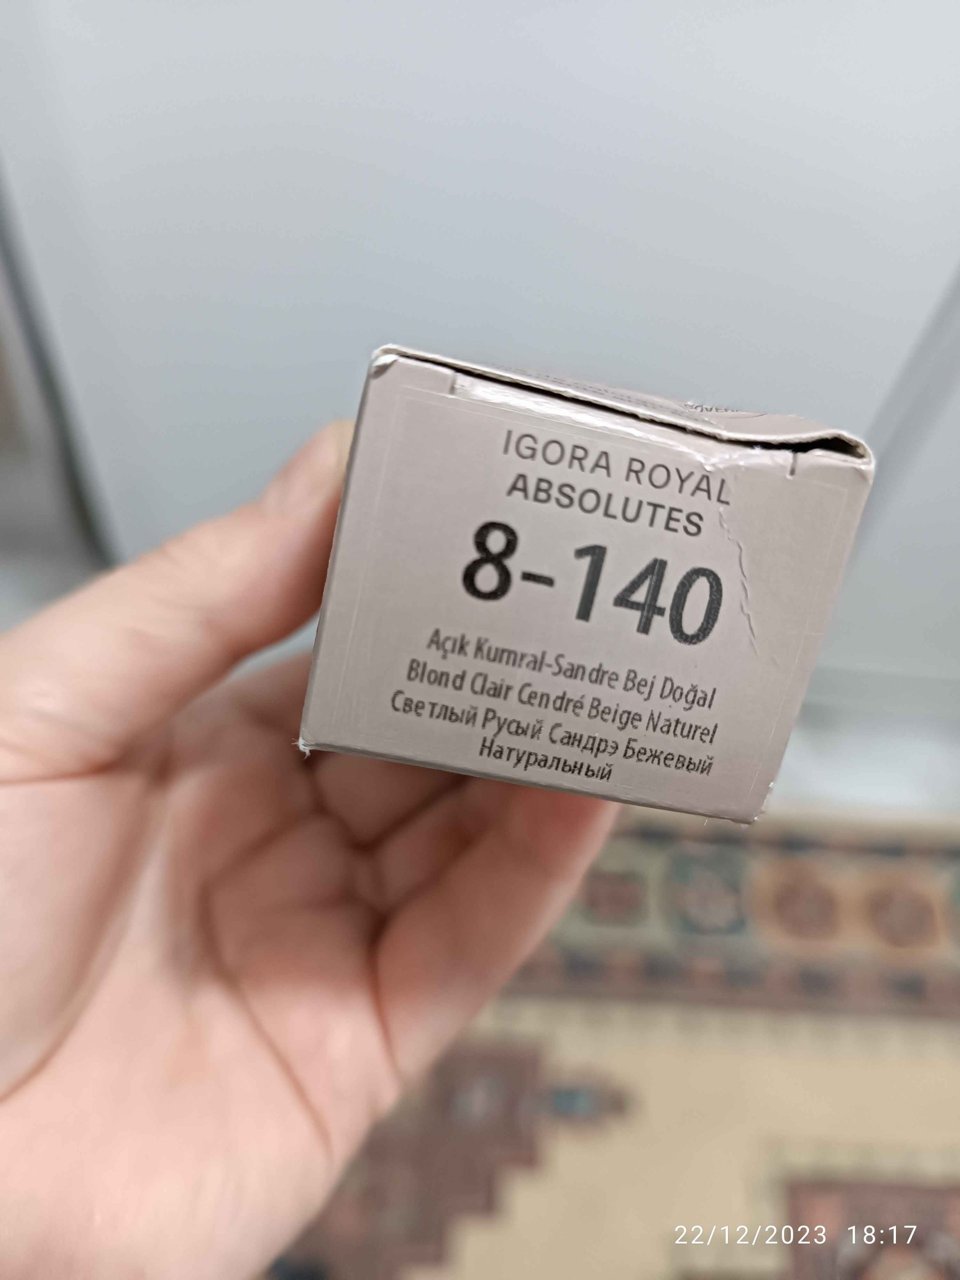 IGORA ROYAL
ABSOLUTES
8-140
Açık Kumral-Sandre Bej Doğal
Blond Clair Cendré Beige Naturel
Светлый Русый Сандрэ Бежевый
Натуральный
22/12/2023 18:17